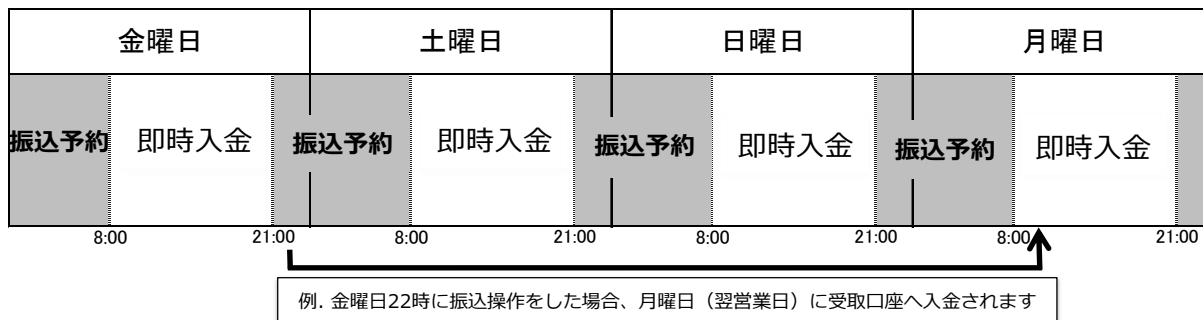 金曜日 土曜日 日曜日 月曜日
振込予約 即時入金 振込予約 即時入金 振込予約 即時入金 振込予約 即時入金
8:00 21:00 8:00 21:00 8:00 21:00 8:00 21:00
例. 金曜日22時に振込操作をした場合、月曜日（翌営業日）に受取口座へ入金されます